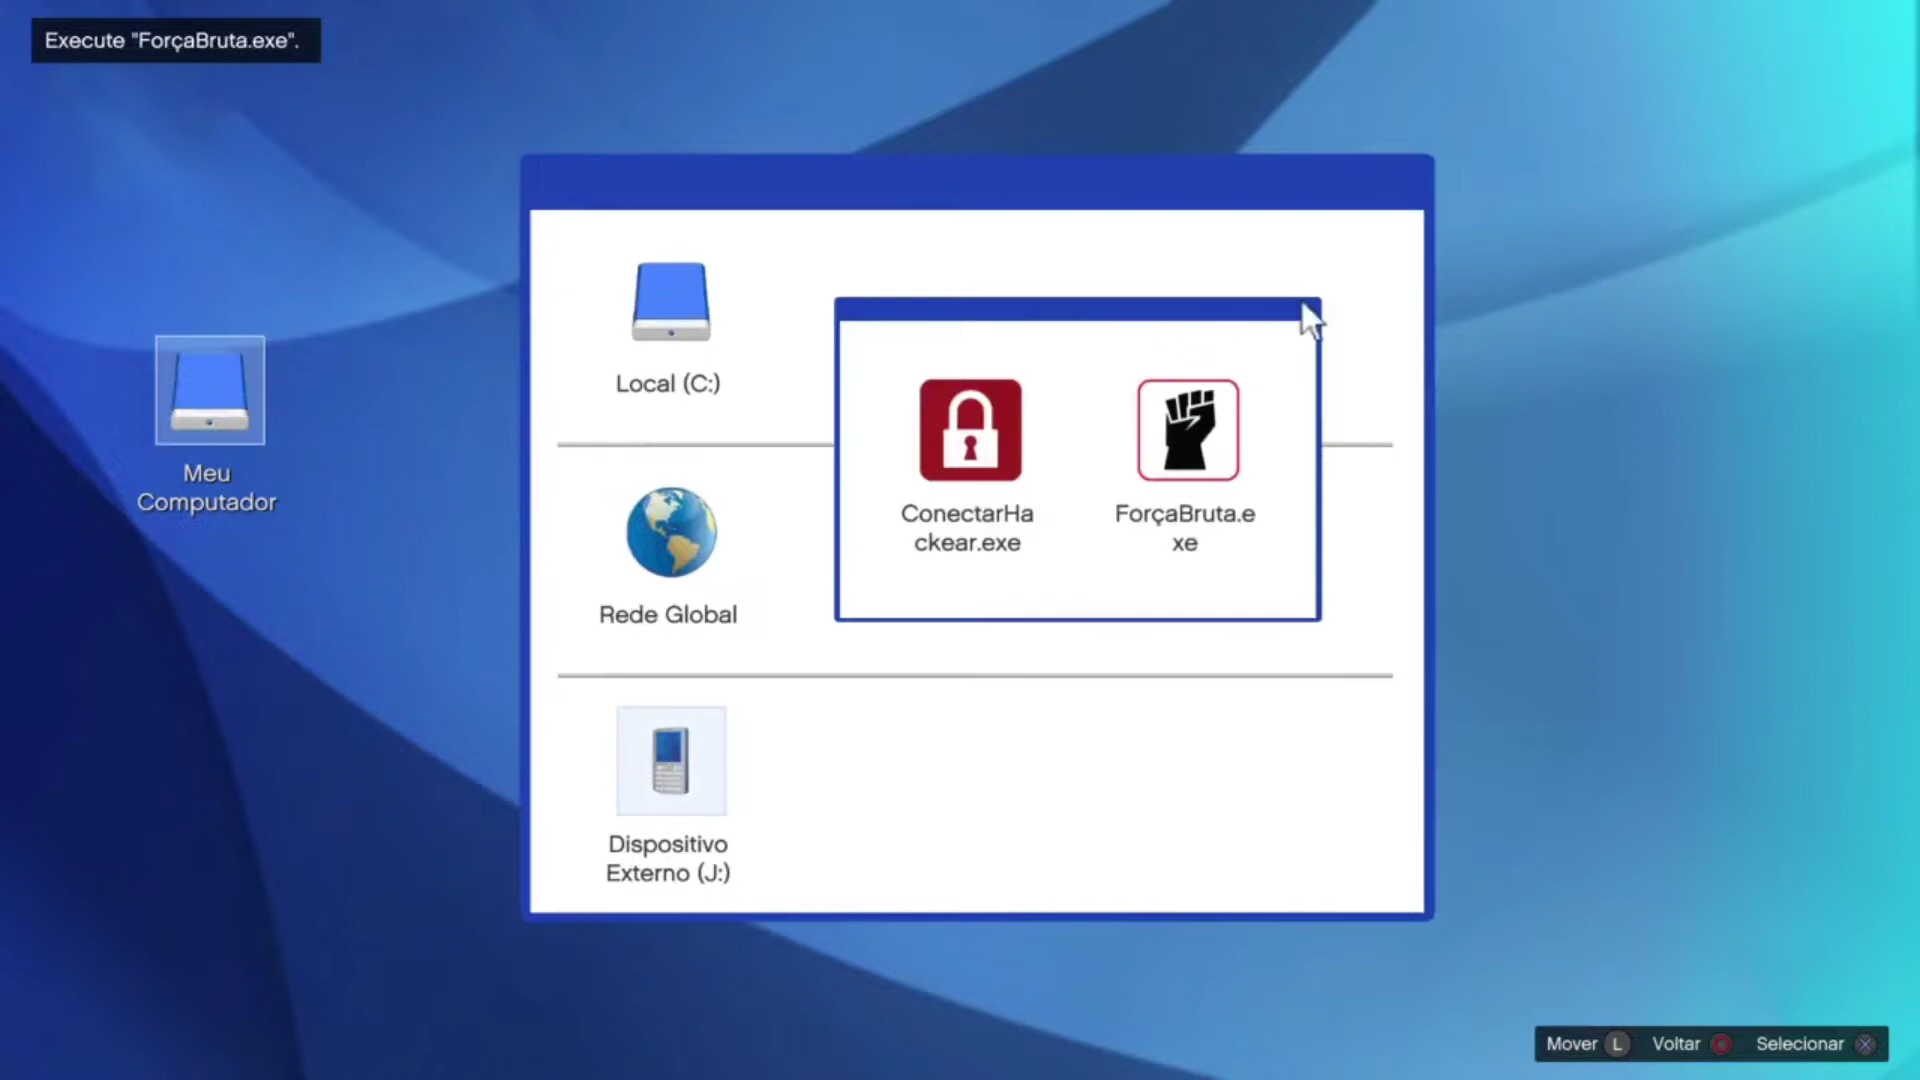 Execute "ForçaBruta.exe".
Meu
Computador
Local (C:)
ConectarHa
ckear.exe
ForçaBruta.e
xe
Rede Global
Dispositivo
Externo (J:)
Mover L Voltar Selecionar